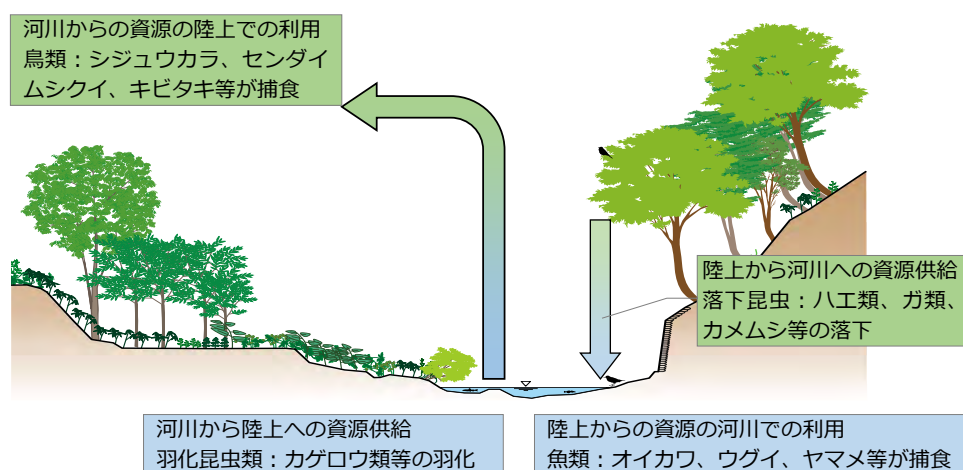 河川からの資源の陸上での利用
鳥類：シジュウカラ、センダイ
ムシクイ、キビタキ等が捕食
陸上から河川への資源供給
落下昆虫：ハエ類、ガ類、
カメムシ等の落下
河川から陸上への資源供給
羽化昆虫類：カゲロウ類等の羽化
陸上からの資源の河川での利用
魚類：オイカワ、ウグイ、ヤマメ等が捕食